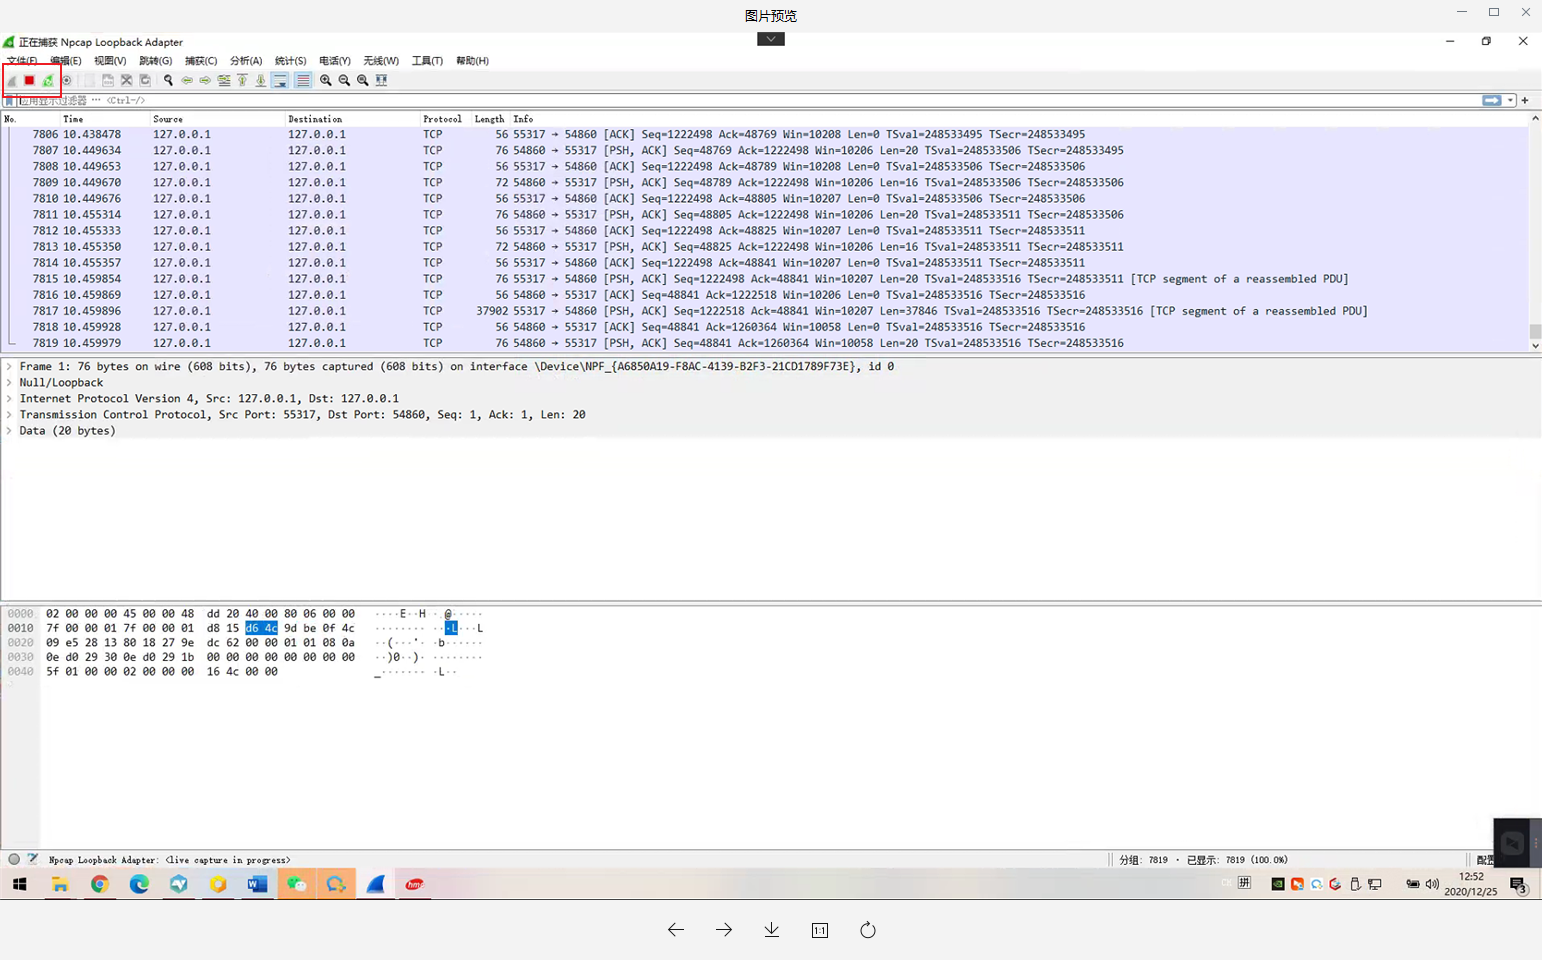 图片预览
正在捕获 Npcap Loopback Adapter
文件(F) 编辑(E) 视图(V) 跳转(G) 捕获(C) 分析(A) 统计(S) 电话(Y) 无线(W) 工具(T) 帮助(H)
应用显示过滤器 … <Ctrl-/>
No. Time Source Destination Protocol Length Info
7806 10.438478 127.0.0.1 127.0.0.1 TCP 56 55317 → 54860 [ACK] Seq=1222498 Ack=48769 Win=10208 Len=0 TSval=248533495 TSecr=248533495
7807 10.449634 127.0.0.1 127.0.0.1 TCP 76 54860 → 55317 [PSH, ACK] Seq=48769 Ack=1222498 Win=10206 Len=20 TSval=248533506 TSecr=248533495
7808 10.449653 127.0.0.1 127.0.0.1 TCP 56 55317 → 54860 [ACK] Seq=1222498 Ack=48789 Win=10208 Len=0 TSval=248533506 TSecr=248533506
7809 10.449670 127.0.0.1 127.0.0.1 TCP 72 54860 → 55317 [PSH, ACK] Seq=48789 Ack=1222498 Win=10206 Len=16 TSval=248533506 TSecr=248533506
7810 10.449676 127.0.0.1 127.0.0.1 TCP 56 55317 → 54860 [ACK] Seq=1222498 Ack=48805 Win=10207 Len=0 TSval=248533506 TSecr=248533506
7811 10.455314 127.0.0.1 127.0.0.1 TCP 76 54860 → 55317 [PSH, ACK] Seq=48805 Ack=1222498 Win=10206 Len=20 TSval=248533511 TSecr=248533506
7812 10.455333 127.0.0.1 127.0.0.1 TCP 56 55317 → 54860 [ACK] Seq=1222498 Ack=48825 Win=10207 Len=0 TSval=248533511 TSecr=248533511
7813 10.455350 127.0.0.1 127.0.0.1 TCP 72 54860 → 55317 [PSH, ACK] Seq=48825 Ack=1222498 Win=10206 Len=16 TSval=248533511 TSecr=248533511
7814 10.455357 127.0.0.1 127.0.0.1 TCP 56 55317 → 54860 [ACK] Seq=1222498 Ack=48841 Win=10207 Len=0 TSval=248533511 TSecr=248533511
7815 10.459854 127.0.0.1 127.0.0.1 TCP 76 55317 → 54860 [PSH, ACK] Seq=1222498 Ack=48841 Win=10207 Len=20 TSval=248533516 TSecr=248533511 [TCP segment of a reassembled PDU]
7816 10.459869 127.0.0.1 127.0.0.1 TCP 56 54860 → 55317 [ACK] Seq=48841 Ack=1222518 Win=10206 Len=0 TSval=248533516 TSecr=248533516
7817 10.459896 127.0.0.1 127.0.0.1 TCP 37902 55317 → 54860 [PSH, ACK] Seq=1222518 Ack=48841 Win=10207 Len=37846 TSval=248533516 TSecr=248533516 [TCP segment of a reassembled PDU]
7818 10.459928 127.0.0.1 127.0.0.1 TCP 56 54860 → 55317 [ACK] Seq=48841 Ack=1260364 Win=10058 Len=0 TSval=248533516 TSecr=248533516
7819 10.459979 127.0.0.1 127.0.0.1 TCP 76 54860 → 55317 [PSH, ACK] Seq=48841 Ack=1260364 Win=10058 Len=20 TSval=248533516 TSecr=248533516
Frame 1: 76 bytes on wire (608 bits), 76 bytes captured (608 bits) on interface \Device\NPF_{A6850A19-F8AC-4139-B2F3-21CD1789F73E}, id 0
Null/Loopback
Internet Protocol Version 4, Src: 127.0.0.1, Dst: 127.0.0.1
Transmission Control Protocol, Src Port: 55317, Dst Port: 54860, Seq: 1, Ack: 1, Len: 20
Data (20 bytes)
0000 02 00 00 00 45 00 00 48 dd 20 40 00 80 06 00 00 ····E··H · @·····
0010 7f 00 00 01 7f 00 00 01 d8 15 d6 4c 9d be 0f 4c ········ ···L···L
0020 09 e5 28 13 80 18 27 9e dc 62 00 00 01 01 08 0a ··(···'· ·b······
0030 0e d0 29 30 0e d0 29 1b 00 00 00 00 00 00 00 00 ··)0··)· ········
0040 5f 01 00 00 02 00 00 00 16 4c 00 00 _······· ·L··
Npcap Loopback Adapter: <live capture in progress>
分组: 7819 · 已显示: 7819 (100.0%)
配置
CH 拼
12:52
2020/12/25
3
1:1